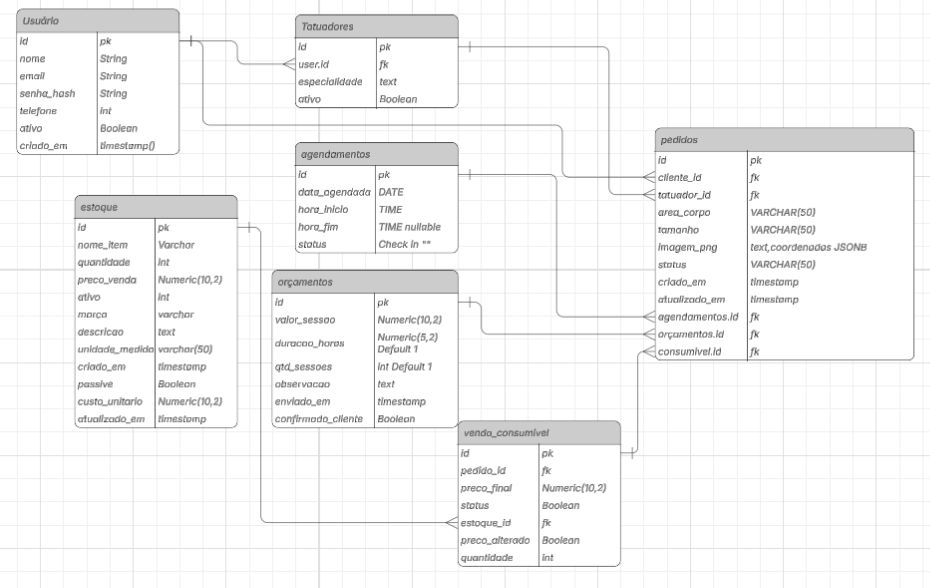 Usuário
id pk
nome String
email String
senha_hash String
telefone int
ativo Boolean
criado_em timestamp()
Tatuadores
id pk
user.id fk
especialidade text
ativo Boolean
agendamentos
id pk
data_agendada DATE
hora_inicio TIME
hora_fim TIME nullable
status Check in ""
pedidos
id pk
cliente_id fk
tatuador_id fk
area_corpo VARCHAR(50)
tamanho VARCHAR(50)
imagem_png text,coordenadas JSONB
status VARCHAR(50)
criado_em timestamp
atualizado_em timestamp
agendamentos.id fk
orçamentos.id fk
consumivel.id fk
estoque
id pk
nome_item Varchar
quantidade int
preco_venda Numeric(10,2)
ativo int
marca varchar
descricao text
unidade_medida varchar(50)
criado_em timestamp
passive Boolean
custo_unitario Numeric(10,2)
atualizado_em timestamp
orçamentos
id pk
valor_sessao Numeric(10,2)
duracao_horas Numeric(5,2)
Default 1
qtd_sessoes int Default 1
observacao text
enviado_em timestamp
confirmado_cliente Boolean
venda_consumivel
id pk
pedido_id fk
preco_final Numeric(10,2)
status Boolean
estoque_id fk
preco_alterado Boolean
quantidade int